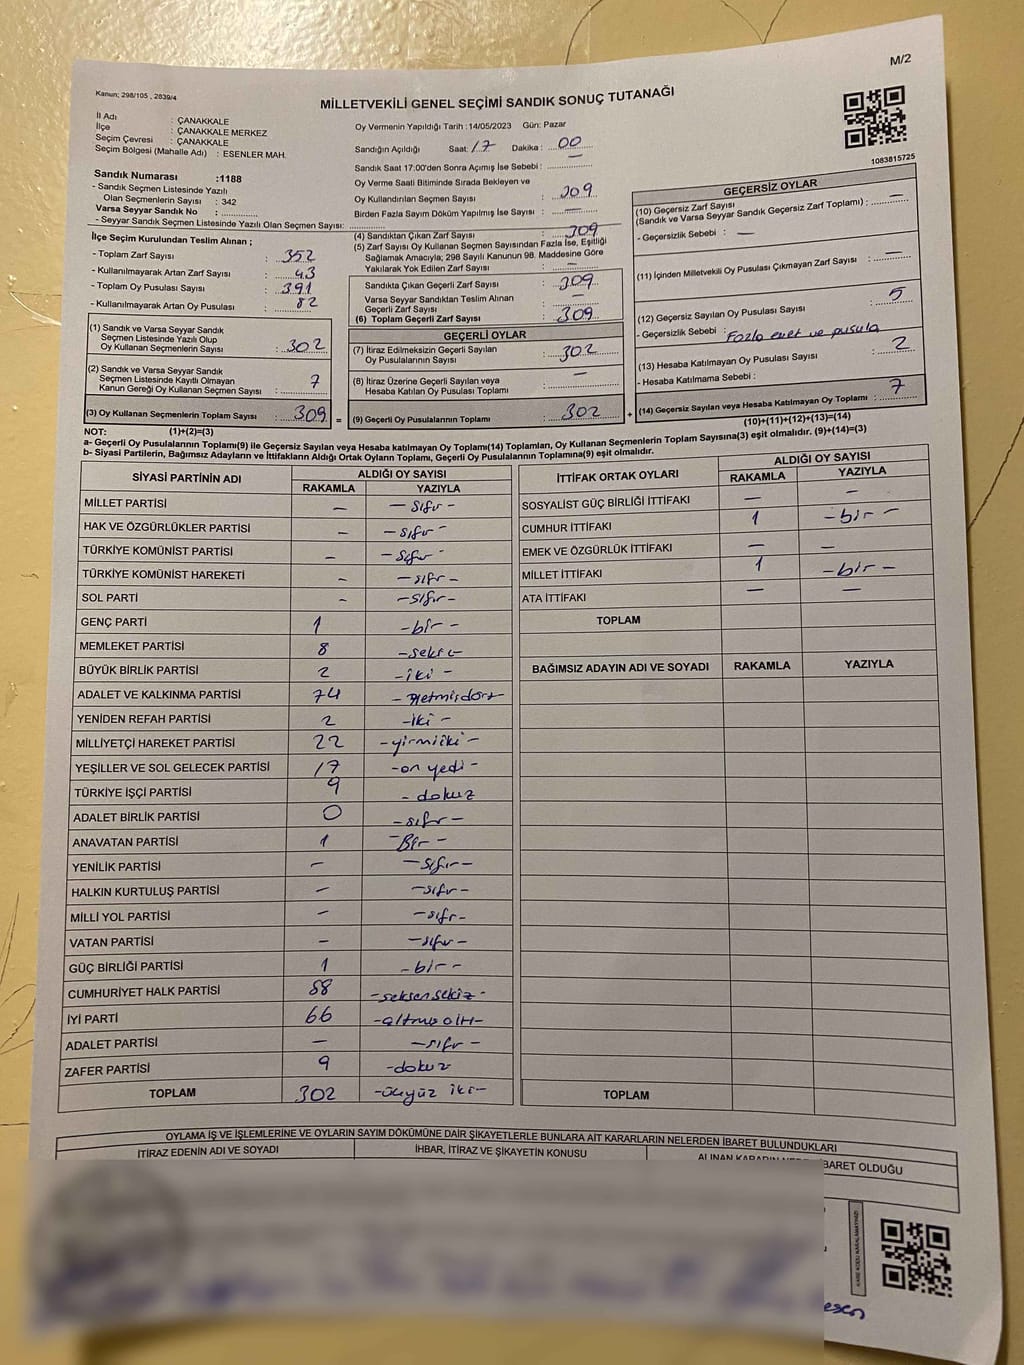 M/2
Kanun; 298/105 , 2839/4
MİLLETVEKİLİ GENEL SEÇİMİ SANDIK SONUÇ TUTANAĞI
İl Adı : ÇANAKKALE
İlçe : ÇANAKKALE MERKEZ
Seçim Çevresi : ÇANAKKALE
Seçim Bölgesi (Mahalle Adı) : ESENLER MAH.
Oy Vermenin Yapıldığı Tarih :14/05/2023 Gün: Pazar
Sandığın Açıldığı Saat: 17 Dakika : 00
Sandık Saat 17:00'den Sonra Açımış İse Sebebi : —
Oy Verme Saati Bitiminde Sırada Bekleyen ve
Oy Kullandırılan Seçmen Sayısı : 309
Birden Fazla Sayım Döküm Yapılmış İse Sayısı : —
1083815725
Sandık Numarası :1188
- Sandık Seçmen Listesinde Yazılı
Olan Seçmenlerin Sayısı : 342
Varsa Seyyar Sandık No :
- Seyyar Sandık Seçmen Listesinde Yazılı Olan Seçmen Sayısı:
İlçe Seçim Kurulundan Teslim Alınan ;
- Toplam Zarf Sayısı : 352
- Kullanılmayarak Artan Zarf Sayısı : 43
- Toplam Oy Pusulası Sayısı : 391
- Kullanılmayarak Artan Oy Pusulası : 82
(1) Sandık ve Varsa Seyyar Sandık
Seçmen Listesinde Yazılı Olup
Oy Kullanan Seçmenlerin Sayısı : 302
(2) Sandık ve Varsa Seyyar Sandık
Seçmen Listesinde Kayıtlı Olmayan
Kanun Gereği Oy Kullanan Seçmen Sayısı : 7
(3) Oy Kullanan Seçmenlerin Toplam Sayısı : 309 =
(4) Sandıktan Çıkan Zarf Sayısı : 309
(5) Zarf Sayısı Oy Kullanan Seçmen Sayısından Fazla İse, Eşitliği
Sağlamak Amacıyla; 298 Sayılı Kanunun 98. Maddesine Göre
Yakılarak Yok Edilen Zarf Sayısı : —
Sandıkta Çıkan Geçerli Zarf Sayısı : 309
Varsa Seyyar Sandıktan Teslim Alınan
Geçerli Zarf Sayısı : —
(6) Toplam Geçerli Zarf Sayısı : 309
GEÇERLİ OYLAR
(7) İtiraz Edilmeksizin Geçerli Sayılan
Oy Pusulalarının Sayısı : 302
(8) İtiraz Üzerine Geçerli Sayılan veya
Hesaba Katılan Oy Pusulası Toplamı : —
(9) Geçerli Oy Pusulalarının Toplamı : 302 +
GEÇERSİZ OYLAR
(10) Geçersiz Zarf Sayısı
(Sandık ve Varsa Seyyar Sandık Geçersiz Zarf Toplamı) : —
- Geçersizlik Sebebi : —
(11) İçinden Milletvekili Oy Pusulası Çıkmayan Zarf Sayısı : —
(12) Geçersiz Sayılan Oy Pusulası Sayısı : 5
- Geçersizlik Sebebi : Fazla evet ve pusula
(13) Hesaba Katılmayan Oy Pusulası Sayısı : 2
- Hesaba Katılmama Sebebi :
(14) Geçersiz Sayılan veya Hesaba Katılmayan Oy Toplamı : 7
(10)+(11)+(12)+(13)=(14)
NOT: (1)+(2)=(3)
a- Geçerli Oy Pusulalarının Toplamı(9) ile Geçersiz Sayılan veya Hesaba katılmayan Oy Toplamı(14) Toplamları, Oy Kullanan Seçmenlerin Toplam Sayısına(3) eşit olmalıdır. (9)+(14)=(3)
b- Siyasi Partilerin, Bağımsız Adayların ve İttifakların Aldığı Ortak Oyların Toplamı, Geçerli Oy Pusulalarının Toplamına(9) eşit olmalıdır.
SİYASİ PARTİNİN ADI ALDIĞI OY SAYISI
RAKAMLA YAZIYLA
MİLLET PARTİSİ — – sıfır –
HAK VE ÖZGÜRLÜKLER PARTİSİ — – sıfır –
TÜRKİYE KOMÜNİST PARTİSİ — – sıfır –
TÜRKİYE KOMÜNİST HAREKETİ – – sıfır –
SOL PARTİ – – sıfır –
GENÇ PARTİ 1 – bir –
MEMLEKET PARTİSİ 8 – sekiz –
BÜYÜK BİRLİK PARTİSİ 2 – iki –
ADALET VE KALKINMA PARTİSİ 74 – yetmişdört –
YENİDEN REFAH PARTİSİ 2 – iki –
MİLLİYETÇİ HAREKET PARTİSİ 22 – yirmiiki –
YEŞİLLER VE SOL GELECEK PARTİSİ 17 – on yedi –
TÜRKİYE İŞÇİ PARTİSİ 9 – dokuz
ADALET BİRLİK PARTİSİ 0 – sıfır –
ANAVATAN PARTİSİ 1 – Bir –
YENİLİK PARTİSİ – – sıfır –
HALKIN KURTULUŞ PARTİSİ – – sıfır –
MİLLİ YOL PARTİSİ – – sıfır –
VATAN PARTİSİ – – sıfır –
GÜÇ BİRLİĞİ PARTİSİ 1 – bir –
CUMHURİYET HALK PARTİSİ 88 – seksensekiz –
İYİ PARTİ 66 – altmış altı –
ADALET PARTİSİ — – sıfır –
ZAFER PARTİSİ 9 – dokuz
TOPLAM 302 – üçyüz iki –
İTTİFAK ORTAK OYLARI ALDIĞI OY SAYISI
RAKAMLA YAZIYLA
SOSYALİST GÜÇ BİRLİĞİ İTTİFAKI — –
CUMHUR İTTİFAKI 1 – bir –
EMEK VE ÖZGÜRLÜK İTTİFAKI — –
MİLLET İTTİFAKI 1 – bir –
ATA İTTİFAKI — —
TOPLAM
BAĞIMSIZ ADAYIN ADI VE SOYADI RAKAMLA YAZIYLA
TOPLAM
OYLAMA İŞ VE İŞLEMLERİNE VE OYLARIN SAYIM DÖKÜMÜNE DAİR ŞİKAYETLERLE BUNLARA AİT KARARLARIN NELERDEN İBARET BULUNDUKLARI
İTİRAZ EDENİN ADI VE SOYADI İHBAR, İTİRAZ VE ŞİKAYETİN KONUSU ALINAN KARARIN İBARET OLDUĞU